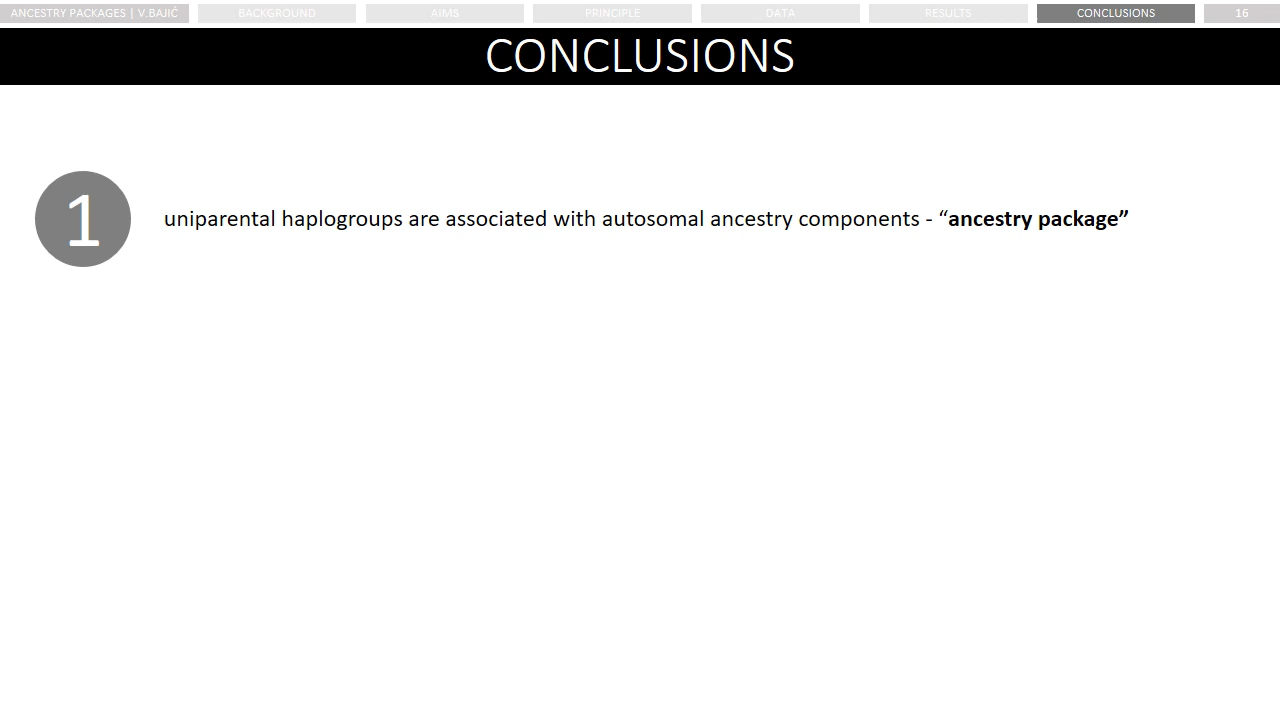 ANCESTRY PACKAGES | V.BAJIĆ BACKGROUND AIMS PRINCIPLE DATA RESULTS CONCLUSIONS 16
CONCLUSIONS
1 uniparental haplogroups are associated with autosomal ancestry components - “ancestry package”